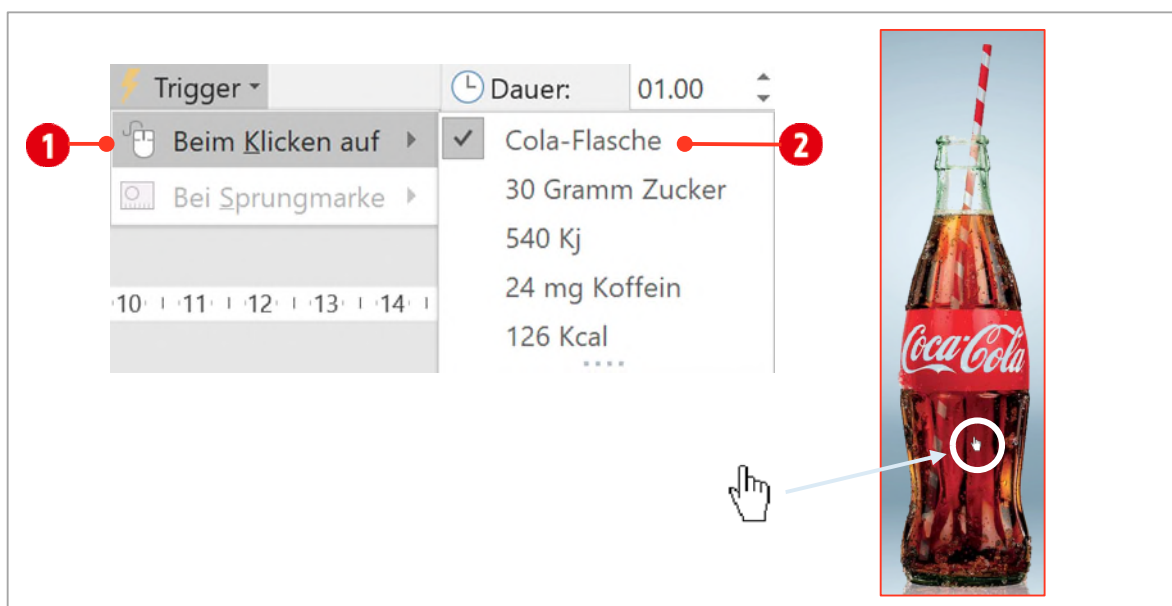 Trigger
Dauer: 01.00
1 Beim Klicken auf
Cola-Flasche 2
Bei Sprungmarke
30 Gramm Zucker
540 Kj
24 mg Koffein
126 Kcal
10 11 12 13 14
Coca-Cola